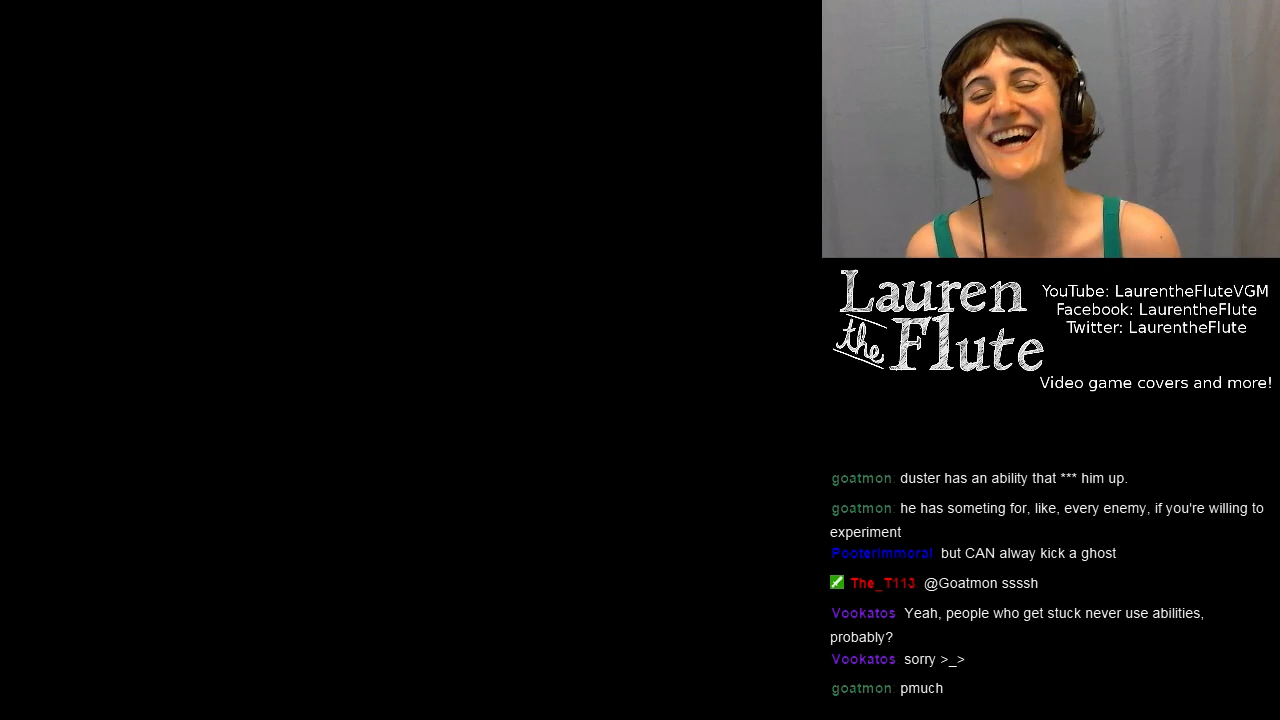 Lauren
the Flute
YouTube: LaurentheFluteVGM
Facebook: LaurentheFlute
Twitter: LaurentheFlute
Video game covers and more!
goatmon: duster has an ability that *** him up.
goatmon: he has someting for, like, every enemy, if you're willing to
experiment
PooterImmoral but CAN alway kick a ghost
The_T113 @Goatmon ssssh
Vookatos Yeah, people who get stuck never use abilities,
probably?
Vookatos sorry >_>
goatmon: pmuch